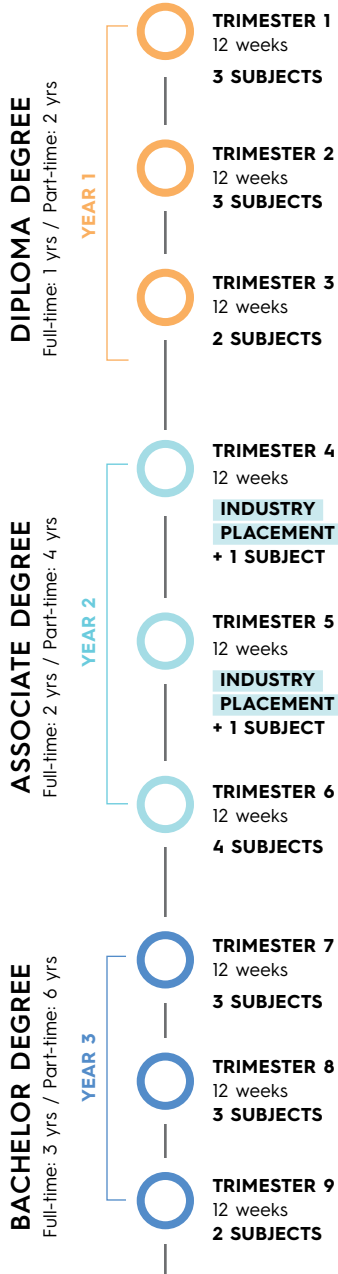 DIPLOMA DEGREE
Full-time: 1 yrs / Part-time: 2 yrs
YEAR 1
TRIMESTER 1
12 weeks
3 SUBJECTS
TRIMESTER 2
12 weeks
3 SUBJECTS
TRIMESTER 3
12 weeks
2 SUBJECTS
ASSOCIATE DEGREE
Full-time: 2 yrs / Part-time: 4 yrs
YEAR 2
TRIMESTER 4
12 weeks
INDUSTRY
PLACEMENT
+ 1 SUBJECT
TRIMESTER 5
12 weeks
INDUSTRY
PLACEMENT
+ 1 SUBJECT
TRIMESTER 6
12 weeks
4 SUBJECTS
BACHELOR DEGREE
Full-time: 3 yrs / Part-time: 6 yrs
YEAR 3
TRIMESTER 7
12 weeks
3 SUBJECTS
TRIMESTER 8
12 weeks
3 SUBJECTS
TRIMESTER 9
12 weeks
2 SUBJECTS